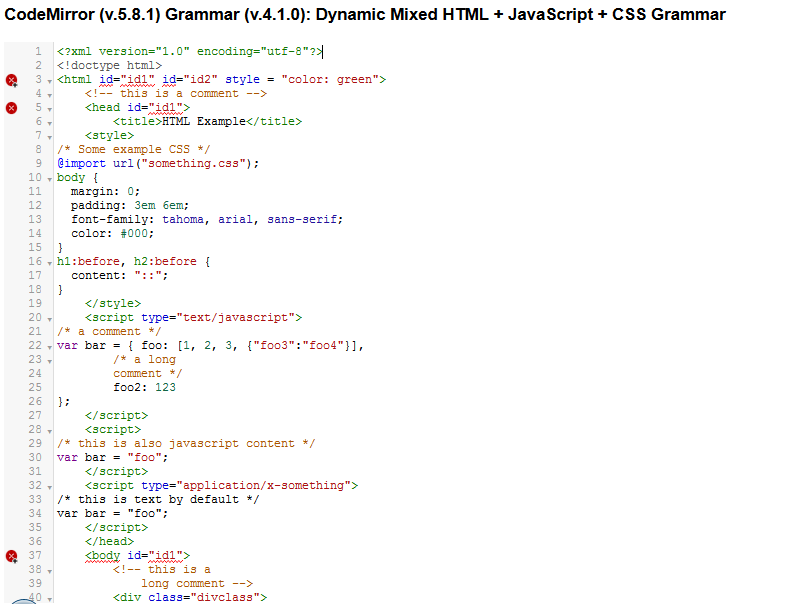 CodeMirror (v.5.8.1) Grammar (v.4.1.0): Dynamic Mixed HTML + JavaScript + CSS Grammar
1 <?xml version="1.0" encoding="utf-8"?>
2 <!doctype html>
3 <html id="id1" id="id2" style = "color: green">
4     <!-- this is a comment -->
5     <head id="id1">
6         <title>HTML Example</title>
7     <style>
8 /* Some example CSS */
9 @import url("something.css");
10 body {
11   margin: 0;
12   padding: 3em 6em;
13   font-family: tahoma, arial, sans-serif;
14   color: #000;
15 }
16 h1:before, h2:before {
17   content: "::";
18 }
19     </style>
20     <script type="text/javascript">
21 /* a comment */
22 var bar = { foo: [1, 2, 3, {"foo3":"foo4"}],
23         /* a long
24         comment */
25         foo2: 123
26 };
27     </script>
28     <script>
29 /* this is also javascript content */
30 var bar = "foo";
31     </script>
32     <script type="application/x-something">
33 /* this is text by default */
34 var bar = "foo";
35     </script>
36     </head>
37     <body id="id1">
38         <!-- this is a
39             long comment -->
40         <div class="divclass">